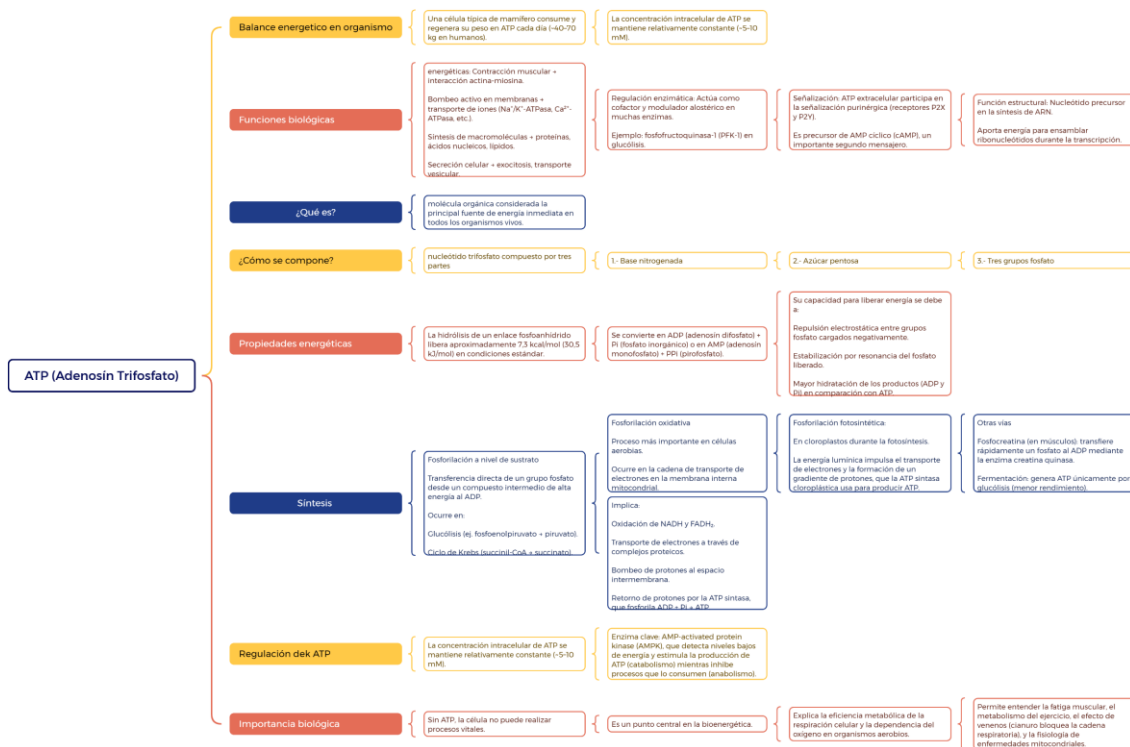 ATP (Adenosín Trifosfato)
Balance energetico en organismo
Una célula típica de mamífero consume y
regenera su peso en ATP cada día (~40–70
kg en humanos).
La concentración intracelular de ATP se
mantiene relativamente constante (~5–10
mM).
Funciones biológicas
energéticas: Contracción muscular →
interacción actina-miosina.
Bombeo activo en membranas →
transporte de iones (Na⁺/K⁺-ATPasa, Ca²⁺-
ATPasa, etc.).
Síntesis de macromoléculas → proteínas,
ácidos nucleicos, lípidos.
Secreción celular → exocitosis, transporte
vesicular.
Regulación enzimática: Actúa como
cofactor y modulador alostérico en
muchas enzimas.
Ejemplo: fosfofructoquinasa-1 (PFK-1) en
glucólisis.
Señalización: ATP extracelular participa en
la señalización purinérgica (receptores P2X
y P2Y).
Es precursor de AMP cíclico (cAMP), un
importante segundo mensajero.
Función estructural: Nucleótido precursor
en la síntesis de ARN.
Aporta energía para ensamblar
ribonucleótidos durante la transcripción.
¿Qué es?
molécula orgánica considerada la
principal fuente de energía inmediata en
todos los organismos vivos.
¿Cómo se compone?
nucleótido trifosfato compuesto por tres
partes
1.- Base nitrogenada
2.- Azúcar pentosa
3.- Tres grupos fosfato
Propiedades energéticas
La hidrólisis de un enlace fosfoanhídrido
libera aproximadamente 7,3 kcal/mol (30,5
kJ/mol) en condiciones estándar.
Se convierte en ADP (adenosín difosfato) +
Pi (fosfato inorgánico) o en AMP (adenosín
monofosfato) + PPi (pirofosfato).
Su capacidad para liberar energía se debe
a:
Repulsión electrostática entre grupos
fosfato cargados negativamente.
Estabilización por resonancia del fosfato
liberado.
Mayor hidratación de los productos (ADP y
Pi) en comparación con ATP.
Síntesis
Fosforilación a nivel de sustrato
Transferencia directa de un grupo fosfato
desde un compuesto intermedio de alta
energía al ADP.
Ocurre en:
Glucólisis (ej. fosfoenolpiruvato → piruvato).
Ciclo de Krebs (succinil-CoA → succinato).
Fosforilación oxidativa
Proceso más importante en células
aerobias.
Ocurre en la cadena de transporte de
electrones en la membrana interna
mitocondrial.
Implica:
Oxidación de NADH y FADH₂.
Transporte de electrones a través de
complejos proteicos.
Bombeo de protones al espacio
intermembrana.
Retorno de protones por la ATP sintasa,
que fosforila ADP + Pi → ATP.
Fosforilación fotosintética:
En cloroplastos durante la fotosíntesis.
La energía lumínica impulsa el transporte
de electrones y la formación de un
gradiente de protones, que la ATP sintasa
cloroplástica usa para producir ATP.
Otras vías
Fosfocreatina (en músculos): transfiere
rápidamente un fosfato al ADP mediante
la enzima creatina quinasa.
Fermentación: genera ATP únicamente por
glucólisis (menor rendimiento).
Regulación dek ATP
La concentración intracelular de ATP se
mantiene relativamente constante (~5–10
mM).
Enzima clave: AMP-activated protein
kinase (AMPK), que detecta niveles bajos
de energía y estimula la producción de
ATP (catabolismo) mientras inhibe
procesos que lo consumen (anabolismo).
Importancia biológica
Sin ATP, la célula no puede realizar
procesos vitales.
Es un punto central en la bioenergética.
Explica la eficiencia metabólica de la
respiración celular y la dependencia del
oxígeno en organismos aerobios.
Permite entender la fatiga muscular, el
metabolismo del ejercicio, el efecto de
venenos (cianuro bloquea la cadena
respiratoria), y la fisiología de
enfermedades mitocondriales.